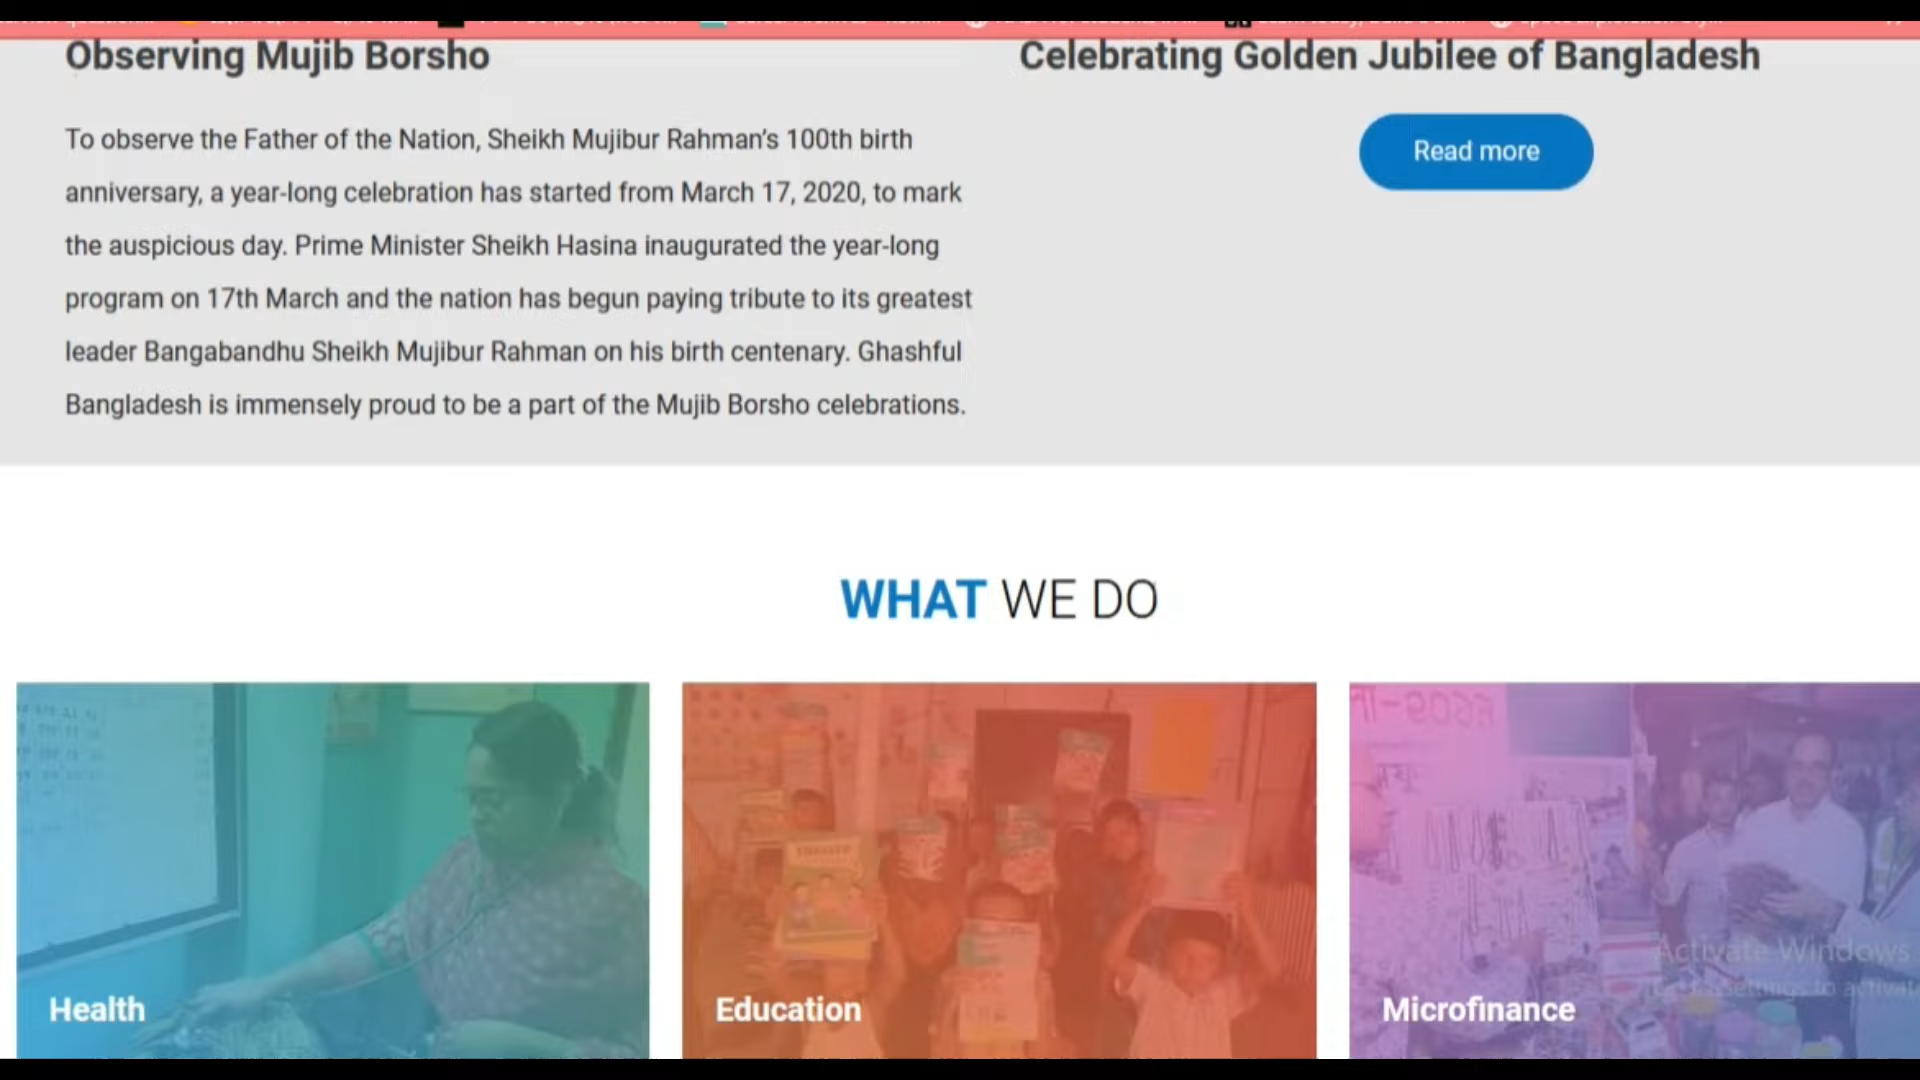 Observing Mujib Borsho
To observe the Father of the Nation, Sheikh Mujibur Rahman’s 100th birth
anniversary, a year-long celebration has started from March 17, 2020, to mark
the auspicious day. Prime Minister Sheikh Hasina inaugurated the year-long
program on 17th March and the nation has begun paying tribute to its greatest
leader Bangabandhu Sheikh Mujibur Rahman on his birth centenary. Ghashful
Bangladesh is immensely proud to be a part of the Mujib Borsho celebrations.
Celebrating Golden Jubilee of Bangladesh
Read more
WHAT WE DO
Health
Education
Microfinance
Activate Windows
Settings to activate